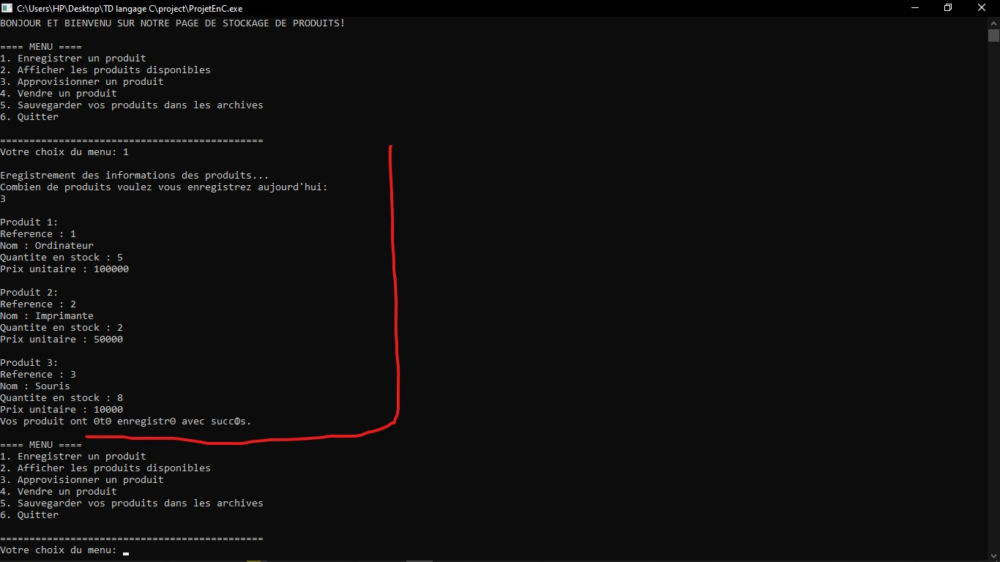 C:\Users\HP\Desktop\TD langage C\project\ProjetEnC.exe
BONJOUR ET BIENVENU SUR NOTRE PAGE DE STOCKAGE DE PRODUITS!
==== MENU ====
1. Enregistrer un produit
2. Afficher les produits disponibles
3. Approvisionner un produit
4. Vendre un produit
5. Sauvegarder vos produits dans les archives
6. Quitter
=============================================
Votre choix du menu: 1
Eregistrement des informations des produits...
Combien de produits voulez vous enregistrez aujourd'hui:
3
Produit 1:
Reference : 1
Nom : Ordinateur
Quantite en stock : 5
Prix unitaire : 100000
Produit 2:
Reference : 2
Nom : Imprimante
Quantite en stock : 2
Prix unitaire : 50000
Produit 3:
Reference : 3
Nom : Souris
Quantite en stock : 8
Prix unitaire : 10000
Vos produit ont ΘtΘ enregistrΘ avec succΦs.
==== MENU ====
1. Enregistrer un produit
2. Afficher les produits disponibles
3. Approvisionner un produit
4. Vendre un produit
5. Sauvegarder vos produits dans les archives
6. Quitter
=============================================
Votre choix du menu: